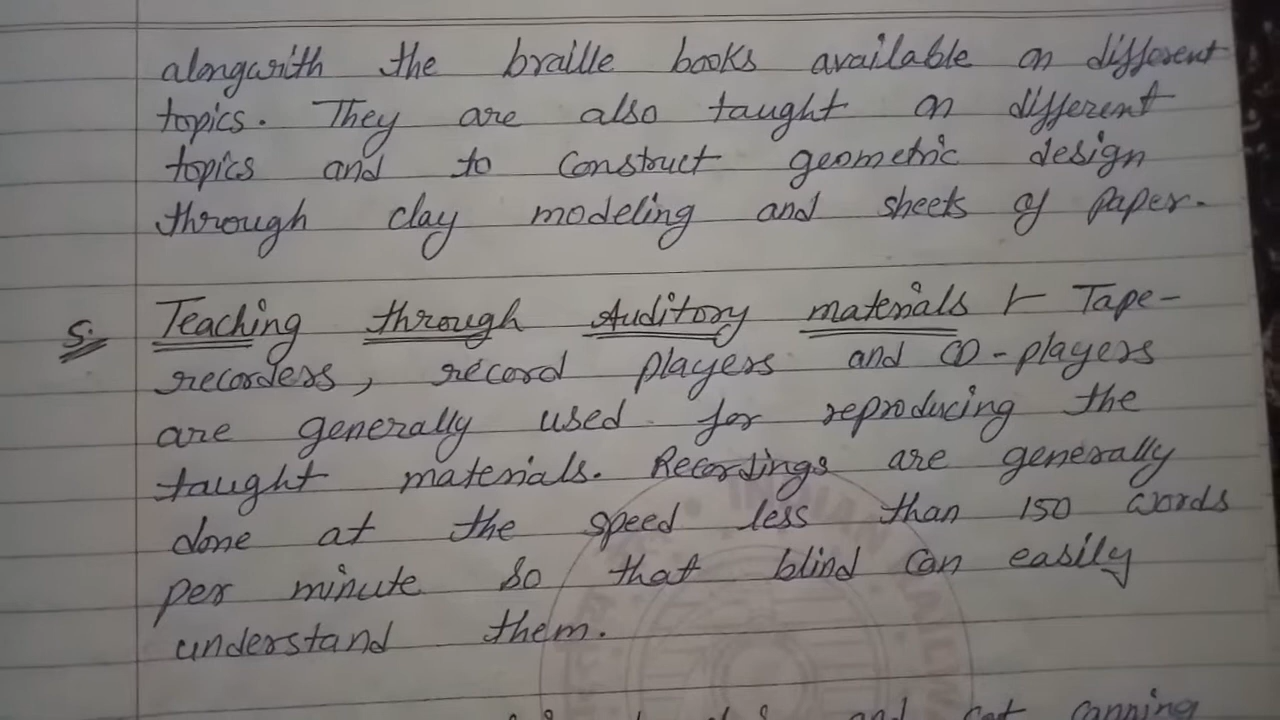 alongwith the braille books available on different
topics. They are also taught on different
topics and to construct geometric design
through clay modeling and sheets of paper.
5. Teaching through Auditory materials :- Tape-
recorders, record players and CD-players
are generally used for reproducing the
taught materials. Recordings are generally
done at the speed less than 150 words
per minute so that blind can easily
understand them.
INDIAN
and